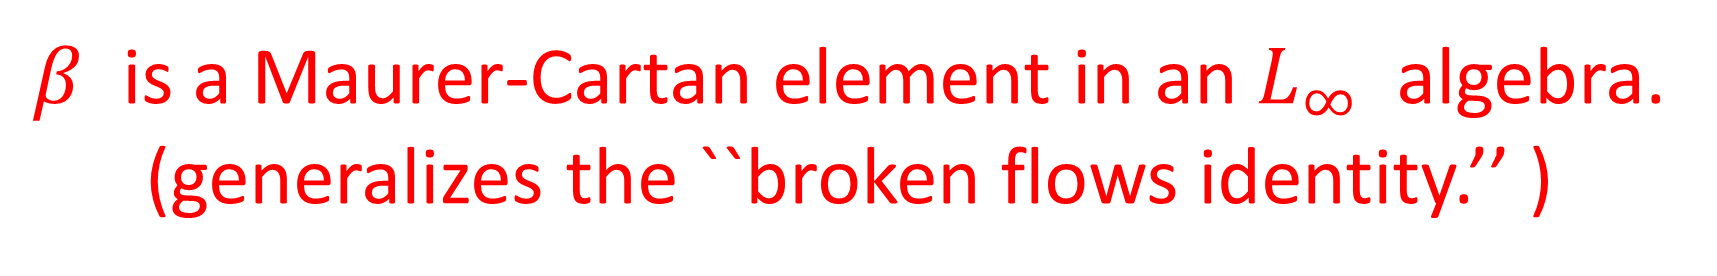 β is a Maurer-Cartan element in an L∞ algebra.
(generalizes the ``broken flows identity.’’ )